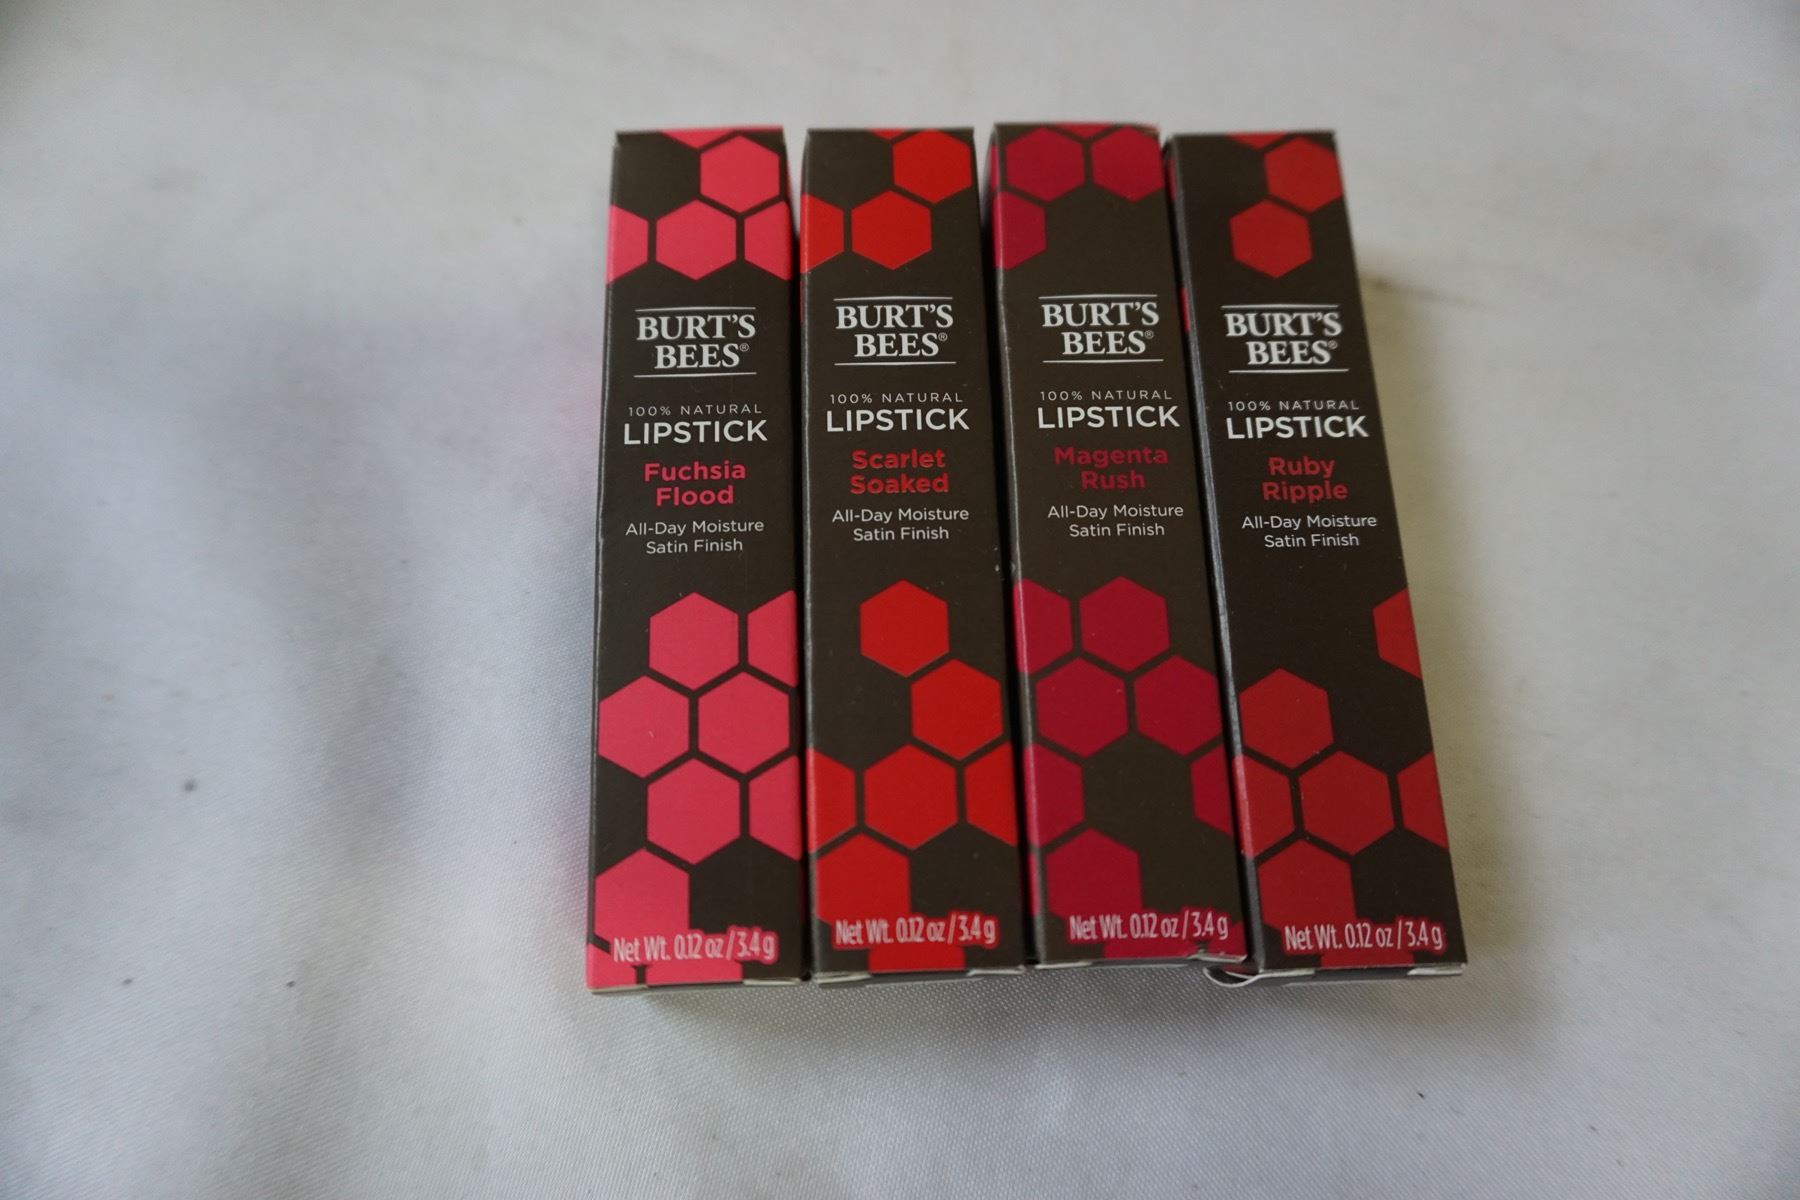 BURT'S
BEES®
100% NATURAL
LIPSTICK
Fuchsia
Flood
All-Day Moisture
Satin Finish
Net Wt. 0.12 oz / 3.4 g
BURT'S
BEES®
100% NATURAL
LIPSTICK
Scarlet
Soaked
All-Day Moisture
Satin Finish
Net Wt. 0.12 oz / 3.4 g
BURT'S
BEES®
100% NATURAL
LIPSTICK
Magenta
Rush
All-Day Moisture
Satin Finish
Net Wt. 0.12 oz / 3.4 g
BURT'S
BEES®
100% NATURAL
LIPSTICK
Ruby
Ripple
All-Day Moisture
Satin Finish
Net Wt. 0.12 oz / 3.4 g